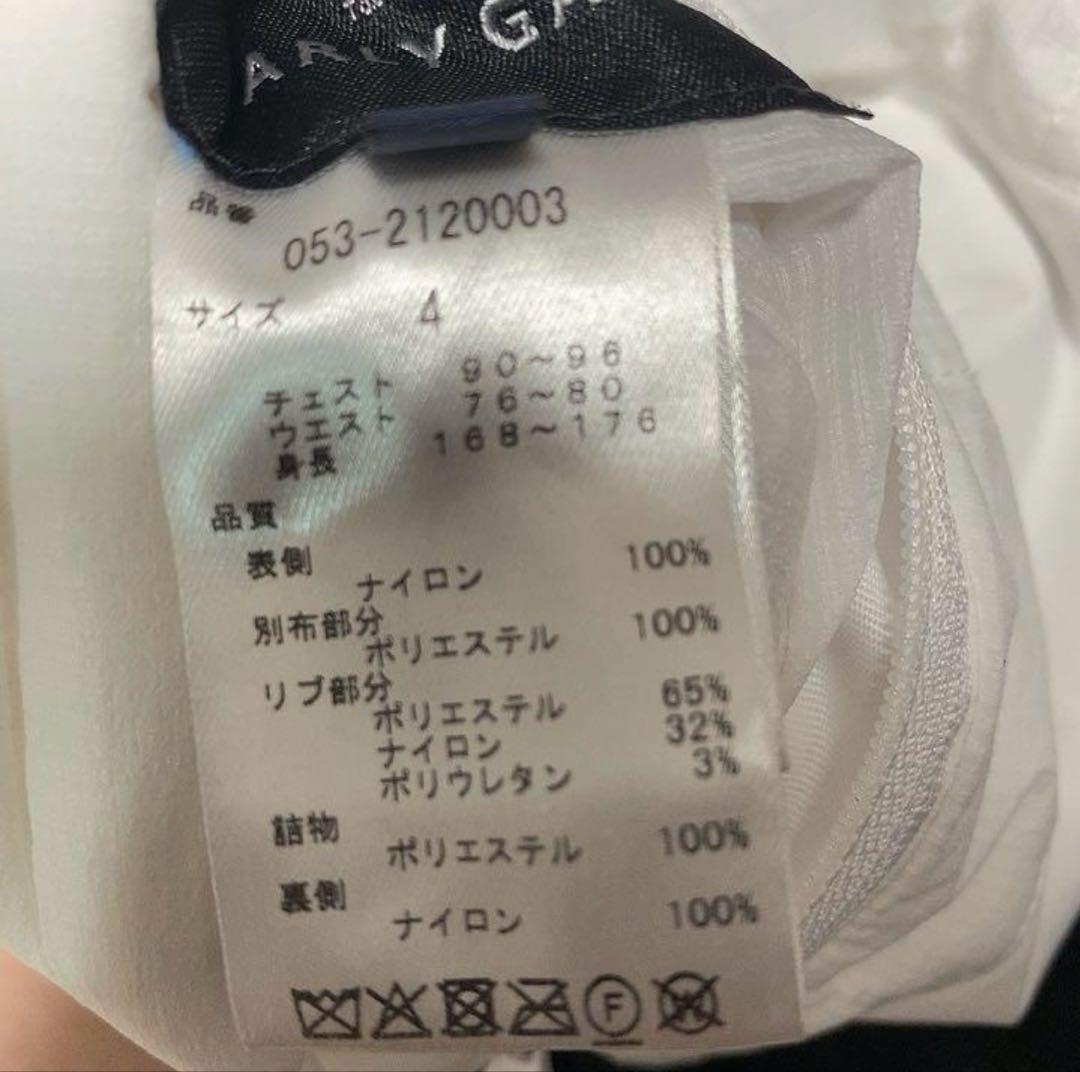 ARLY GA
品番
053-2120003
サイズ 4
チェスト 90~96
ウエスト 76~80
身長 168~176
品質
表側
ナイロン 100%
別布部分
ポリエステル 100%
リブ部分
ポリエステル 65%
ナイロン 32%
ポリウレタン 3%
詰物
ポリエステル 100%
裏側
ナイロン 100%
F W